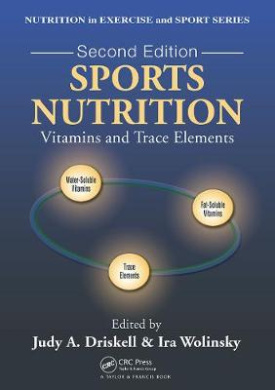 NUTRITION in EXERCISE and SPORT SERIES
Second Edition
SPORTS
NUTRITION
Vitamins and Trace Elements
Water-Soluble
Vitamins
Fat-Soluble
Vitamins
Trace
Elements
Edited by
Judy A. Driskell & Ira Wolinsky
CRC Press
Taylor & Francis Group
A TAYLOR & FRANCIS BOOK